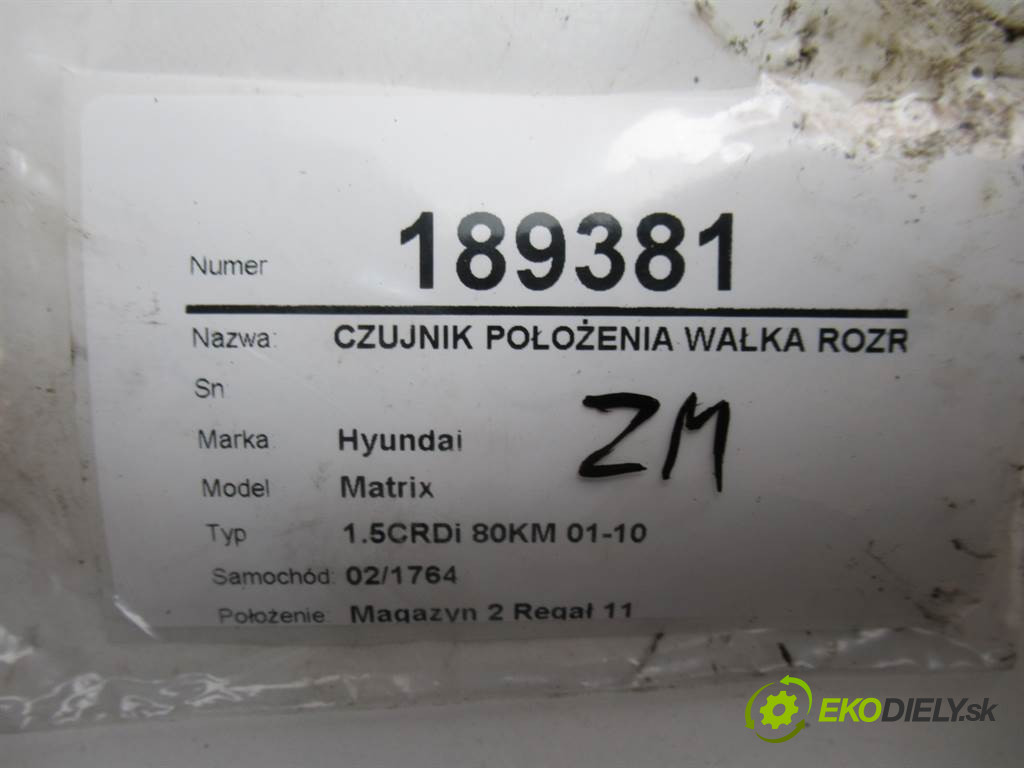 Numer 189381
Nazwa: CZUJNIK POŁOŻENIA WAŁKA ROZR
Sn
ZM
Marka: Hyundai
Model Matrix
Typ 1.5CRDi 80KM 01-10
Samochód: 02/1764
Położenie: Magazyn 2 Regał 11
EKODIELY.sk